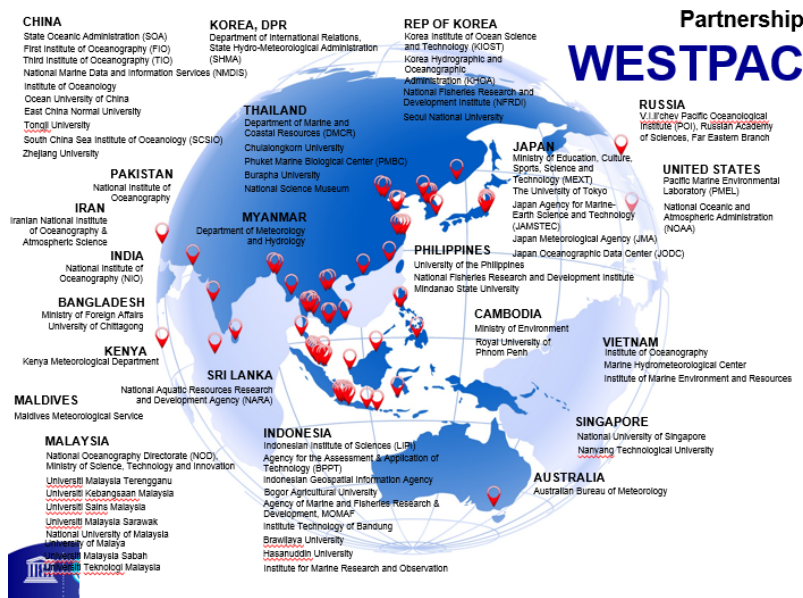 Partnership
WESTPAC
CHINA
State Oceanic Administration (SOA)
First Institute of Oceanography (FIO)
Third Institute of Oceanography (TIO)
National Marine Data and Information Services (NMDIS)
Institute of Oceanology
Ocean University of China
East China Normal University
Tongji University
South China Sea Institute of Oceanology (SCSIO)
Zhejiang University
KOREA, DPR
Department of International Relations,
State Hydro-Meteorological Administration
(SHMA)
REP OF KOREA
Korea Institute of Ocean Science
and Technology (KIOST)
Korea Hydrographic and
Oceanographic
Administration (KHOA)
National Fisheries Research and
Development Institute (NFRDI)
Seoul National University
RUSSIA
V.I.Il'chev Pacific Oceanological
Institute (POI), Russian Academy
of Sciences, Far Eastern Branch
THAILAND
Department of Marine and
Coastal Resources (DMCR)
Chulalongkorn University
Phuket Marine Biological Center (PMBC)
Burapha University
National Science Museum
JAPAN
Ministry of Education, Culture,
Sports, Science and
Technology (MEXT)
The University of Tokyo
Japan Agency for Marine-
Earth Science and Technology
(JAMSTEC)
Japan Meteorological Agency (JMA)
Japan Oceanographic Data Center (JODC)
UNITED STATES
Pacific Marine Environmental
Laboratory (PMEL)
National Oceanic and
Atmospheric Administration
(NOAA)
PAKISTAN
National Institute of
Oceanography
IRAN
Iranian National Institute
of Oceanography &
Atmospheric Science
MYANMAR
Department of Meteorology
and Hydrology
INDIA
National Institute of
Oceanography (NIO)
PHILIPPINES
University of the Philippines
National Fisheries Research and Development Institute
Mindanao State University
BANGLADESH
Ministry of Foreign Affairs
University of Chittagong
CAMBODIA
Ministry of Environment
Royal University of
Phnom Penh
KENYA
Kenya Meteorological Department
VIETNAM
Institute of Oceanography
Marine Hydrometeorological Center
Institute of Marine Environment and Resources
SRI LANKA
National Aquatic Resources Research
and Development Agency (NARA)
MALDIVES
Maldives Meteorological Service
SINGAPORE
National University of Singapore
Nanyang Technological University
MALAYSIA
National Oceanography Directorate (NOD),
Ministry of Science, Technology and Innovation
Universiti Malaysia Terengganu
Universiti Kebangsaan Malaysia
Universiti Sains Malaysia
Universiti Malaysia Sarawak
National University of Malaysia
University of Malaya
Universiti Malaysia Sabah
Universiti Teknologi Malaysia
INDONESIA
Indonesian Institute of Sciences (LIPI)
Agency for the Assessment & Application of
Technology (BPPT)
Indonesian Geospatial Information Agency
Bogor Agricultural University
Agency of Marine and Fisheries Research &
Development, MOMAF
Institute Technology of Bandung
Brawijaya University
Hasanuddin University
Institute for Marine Research and Observation
AUSTRALIA
Australian Bureau of Meteorology